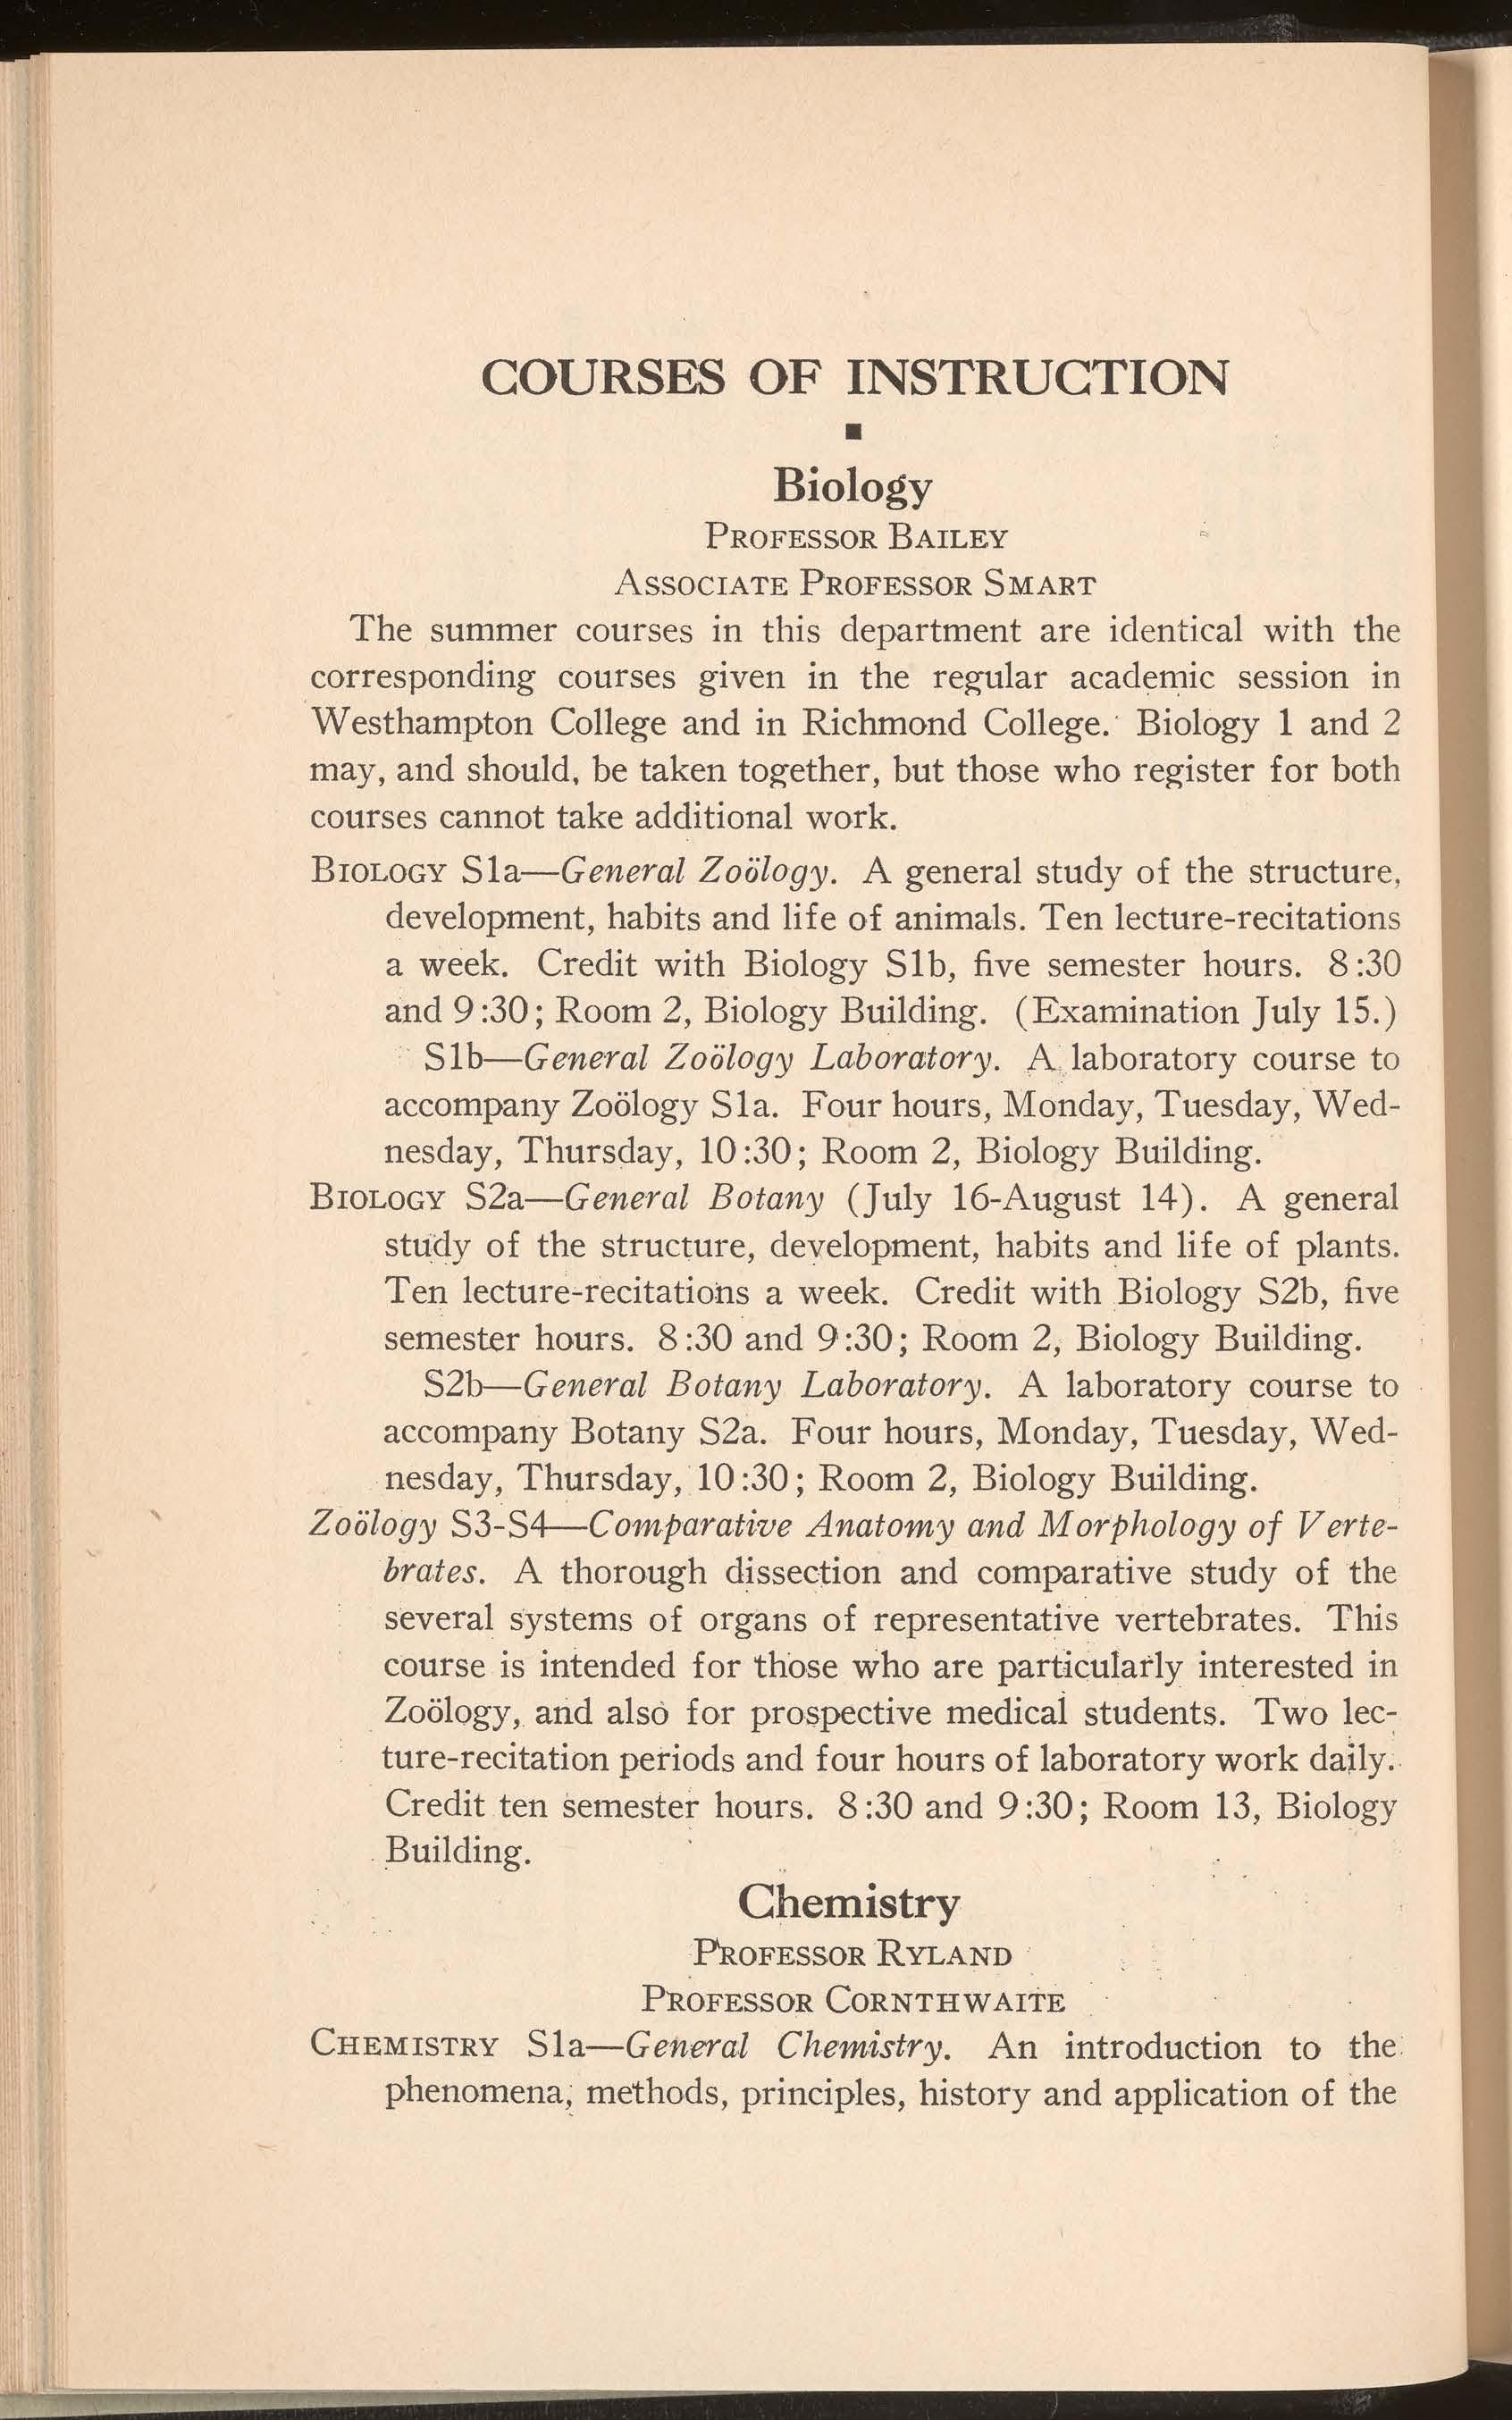 COURSES OF INSTRUCTION
Biology
PROFESSOR BAILEY
ASSOCIATE PROFESSOR SMART
The summer courses in this department are identical with the
corresponding courses given in the regular academic session in
Westhampton College and in Richmond College. Biology 1 and 2
may, and should, be taken together, but those who register for both
courses cannot take additional work.
BIOLOGY S1a—General Zoölogy. A general study of the structure,
development, habits and life of animals. Ten lecture-recitations
a week. Credit with Biology S1b, five semester hours. 8:30
and 9:30; Room 2, Biology Building. (Examination July 15.)
S1b—General Zoölogy Laboratory. A laboratory course to
accompany Zoölogy S1a. Four hours, Monday, Tuesday, Wed-
nesday, Thursday, 10:30; Room 2, Biology Building.
BIOLOGY S2a—General Botany (July 16-August 14). A general
study of the structure, development, habits and life of plants.
Ten lecture-recitations a week. Credit with Biology S2b, five
semester hours. 8:30 and 9:30; Room 2, Biology Building.
S2b—General Botany Laboratory. A laboratory course to
accompany Botany S2a. Four hours, Monday, Tuesday, Wed-
nesday, Thursday, 10:30; Room 2, Biology Building.
Zoölogy S3-S4—Comparative Anatomy and Morphology of Verte-
brates. A thorough dissection and comparative study of the
several systems of organs of representative vertebrates. This
course is intended for those who are particularly interested in
Zoölogy, and also for prospective medical students. Two lec-
ture-recitation periods and four hours of laboratory work daily.
Credit ten semester hours. 8:30 and 9:30; Room 13, Biology
Building.
Chemistry
PROFESSOR RYLAND
PROFESSOR CORNTHWAITE
CHEMISTRY S1a—General Chemistry. An introduction to the
phenomena, methods, principles, history and application of the